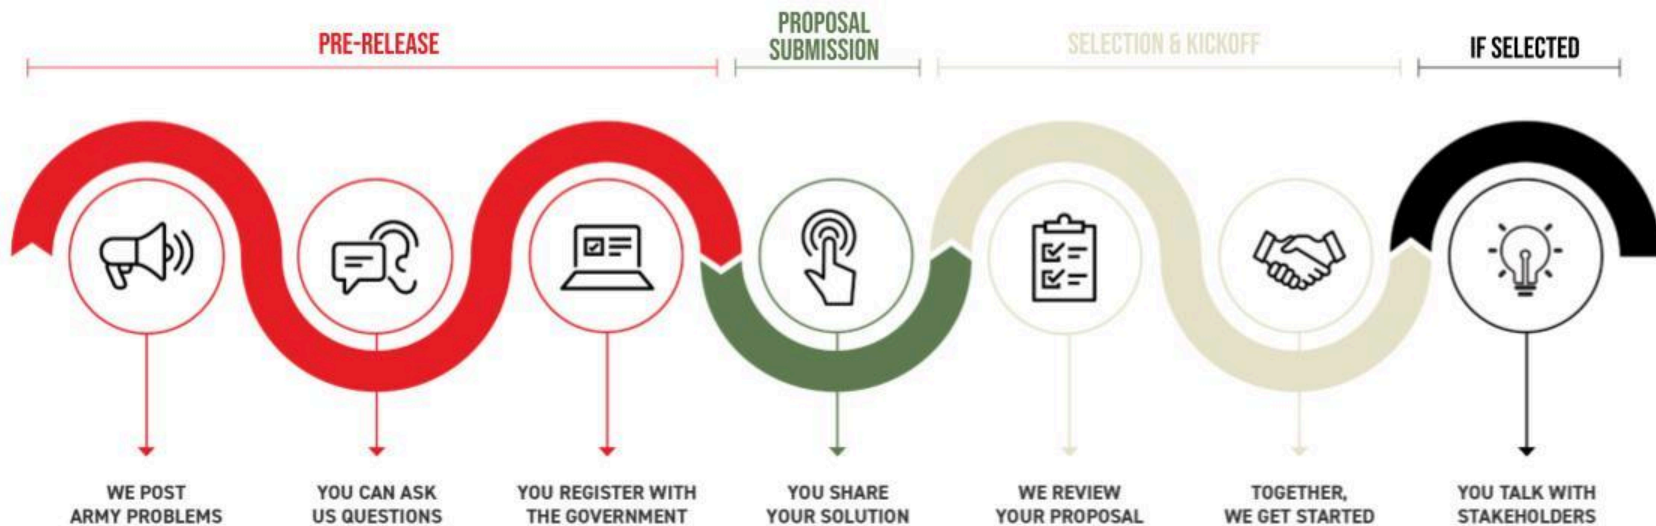 PRE-RELEASE
PROPOSAL
SUBMISSION
SELECTION & KICKOFF
IF SELECTED
WE POST
ARMY PROBLEMS
YOU CAN ASK
US QUESTIONS
YOU REGISTER WITH
THE GOVERNMENT
YOU SHARE
YOUR SOLUTION
WE REVIEW
YOUR PROPOSAL
TOGETHER,
WE GET STARTED
YOU TALK WITH
STAKEHOLDERS